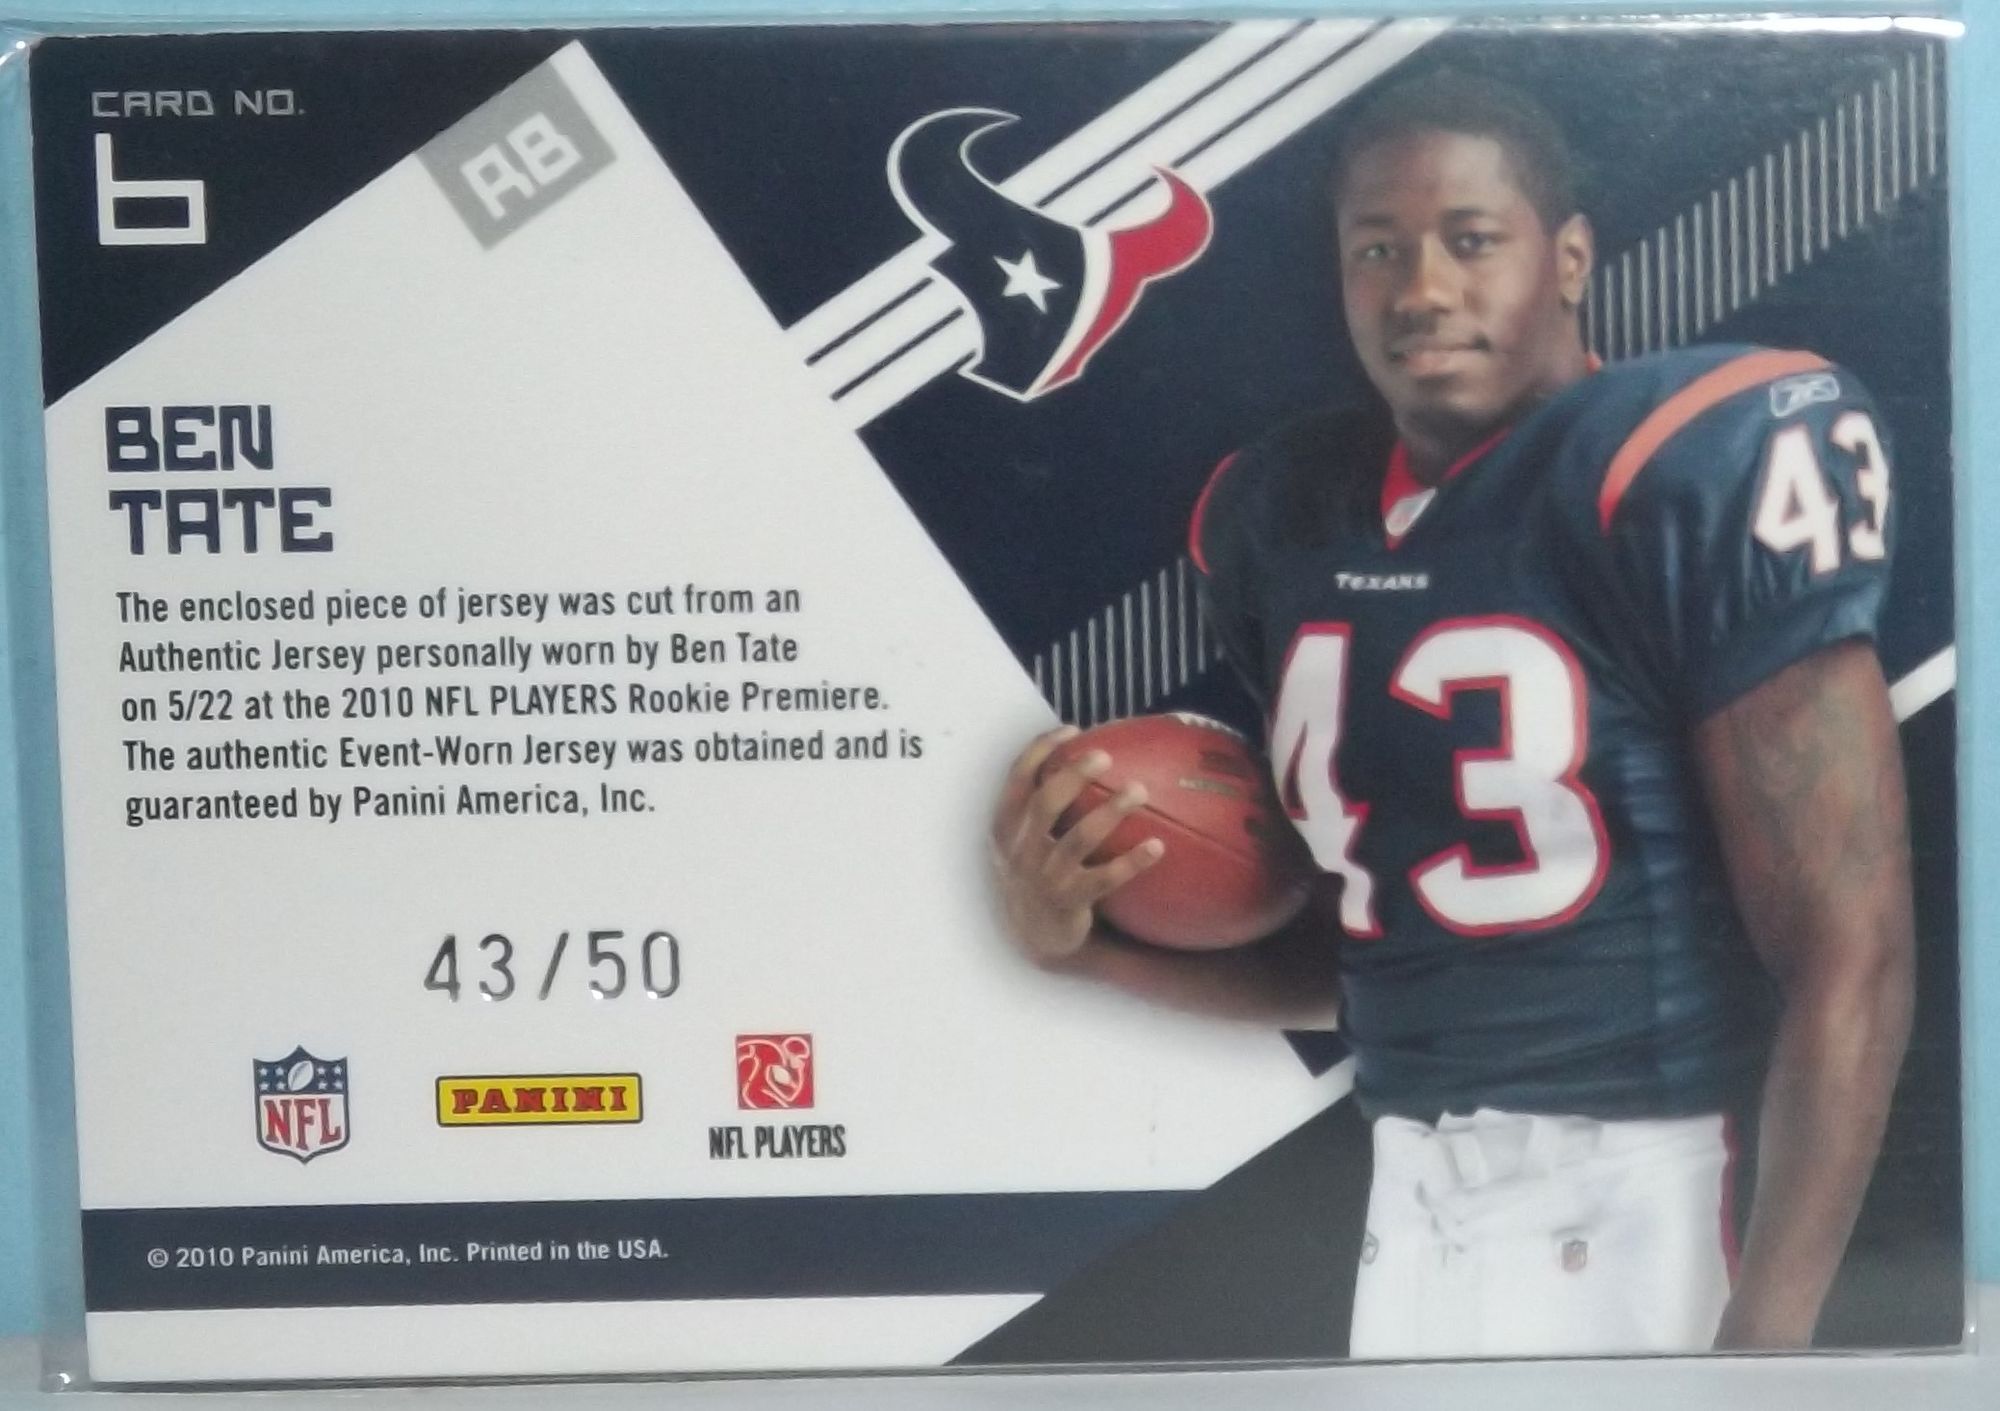 CARD NO.
6
RB
BEN
TATE
The enclosed piece of jersey was cut from an
Authentic Jersey personally worn by Ben Tate
on 5/22 at the 2010 NFL PLAYERS Rookie Premiere.
The authentic Event-Worn Jersey was obtained and is
guaranteed by Panini America, Inc.
43/50
NFL
PANINI
NFL PLAYERS
© 2010 Panini America, Inc. Printed in the USA.
43
TEXANS
43